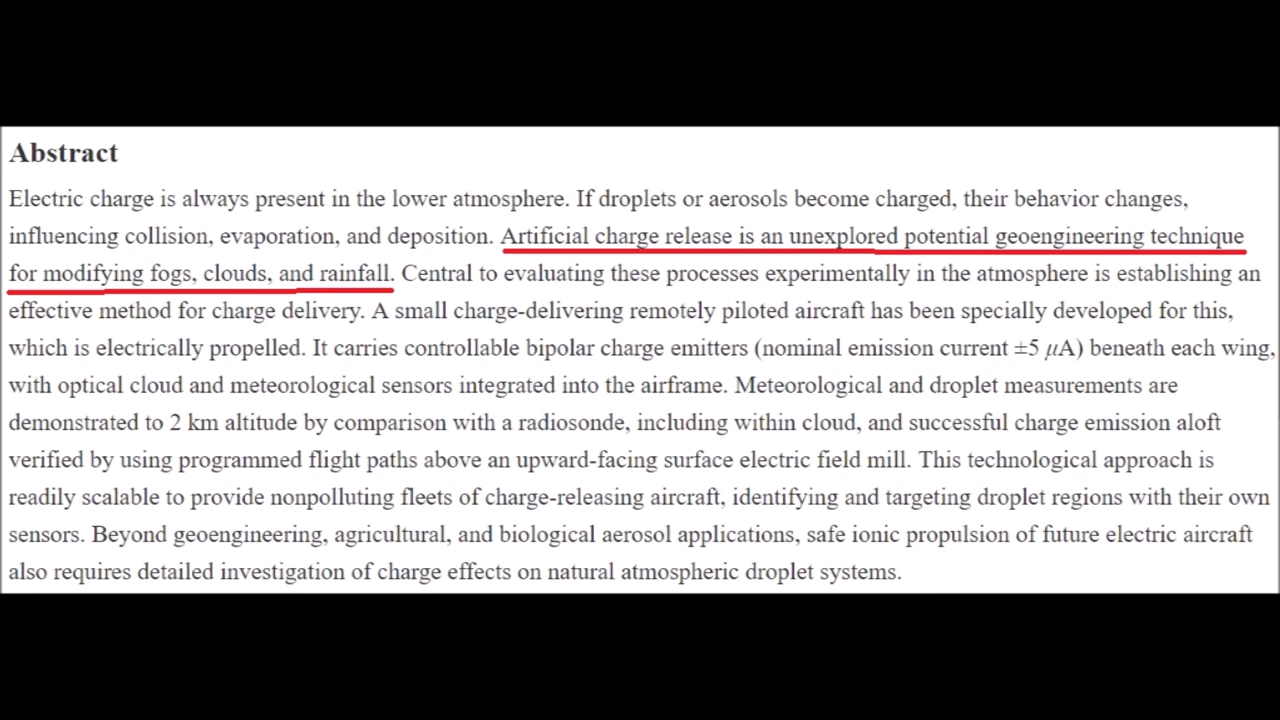 Abstract
Electric charge is always present in the lower atmosphere. If droplets or aerosols become charged, their behavior changes,
influencing collision, evaporation, and deposition. Artificial charge release is an unexplored potential geoengineering technique
for modifying fogs, clouds, and rainfall. Central to evaluating these processes experimentally in the atmosphere is establishing an
effective method for charge delivery. A small charge-delivering remotely piloted aircraft has been specially developed for this,
which is electrically propelled. It carries controllable bipolar charge emitters (nominal emission current ±5 μA) beneath each wing,
with optical cloud and meteorological sensors integrated into the airframe. Meteorological and droplet measurements are
demonstrated to 2 km altitude by comparison with a radiosonde, including within cloud, and successful charge emission aloft
verified by using programmed flight paths above an upward-facing surface electric field mill. This technological approach is
readily scalable to provide nonpolluting fleets of charge-releasing aircraft, identifying and targeting droplet regions with their own
sensors. Beyond geoengineering, agricultural, and biological aerosol applications, safe ionic propulsion of future electric aircraft
also requires detailed investigation of charge effects on natural atmospheric droplet systems.